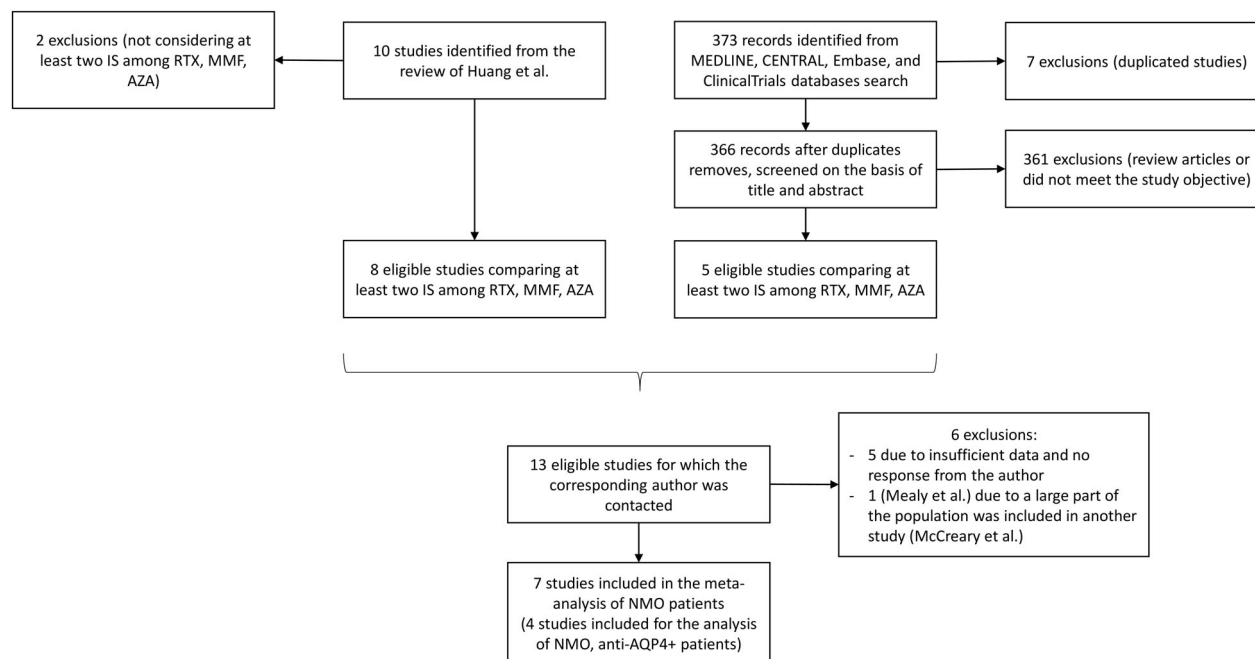 2 exclusions (not considering at
least two IS among RTX, MMF,
AZA)
10 studies identified from the
review of Huang et al.
373 records identified from
MEDLINE, CENTRAL, Embase, and
ClinicalTrials databases search
7 exclusions (duplicated studies)
366 records after duplicates
removes, screened on the basis of
title and abstract
361 exclusions (review articles or
did not meet the study objective)
8 eligible studies comparing at
least two IS among RTX, MMF, AZA
5 eligible studies comparing at
least two IS among RTX, MMF, AZA
13 eligible studies for which the
corresponding author was
contacted
6 exclusions:
- 5 due to insufficient data and no
response from the author
- 1 (Mealy et al.) due to a large part of
the population was included in another
study (McCreary et al.)
7 studies included in the meta-
analysis of NMO patients
(4 studies included for the analysis
of NMO, anti-AQP4+ patients)